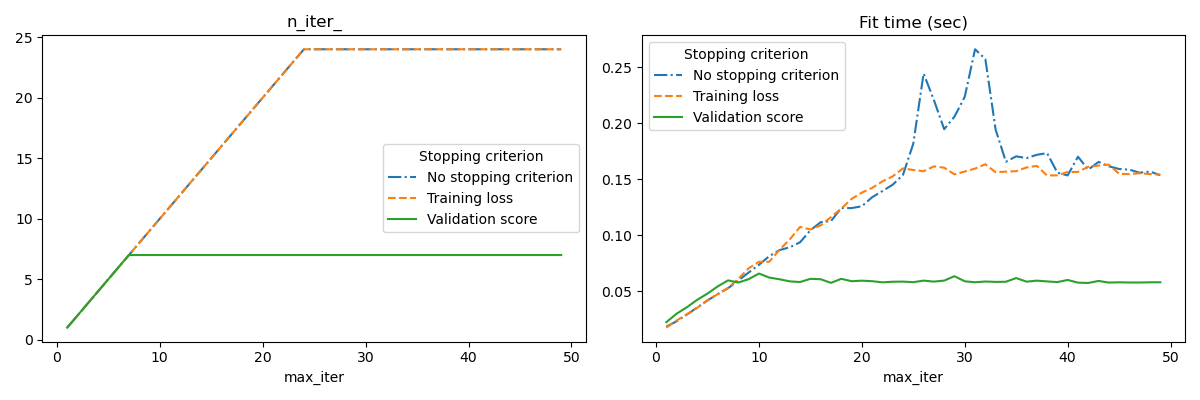 n_iter_
25
20
15
10
5
0
Stopping criterion
No stopping criterion
Training loss
Validation score
0 10 20 30 40 50
max_iter
Fit time (sec)
Stopping criterion
No stopping criterion
Training loss
Validation score
0.25
0.20
0.15
0.10
0.05
0 10 20 30 40 50
max_iter